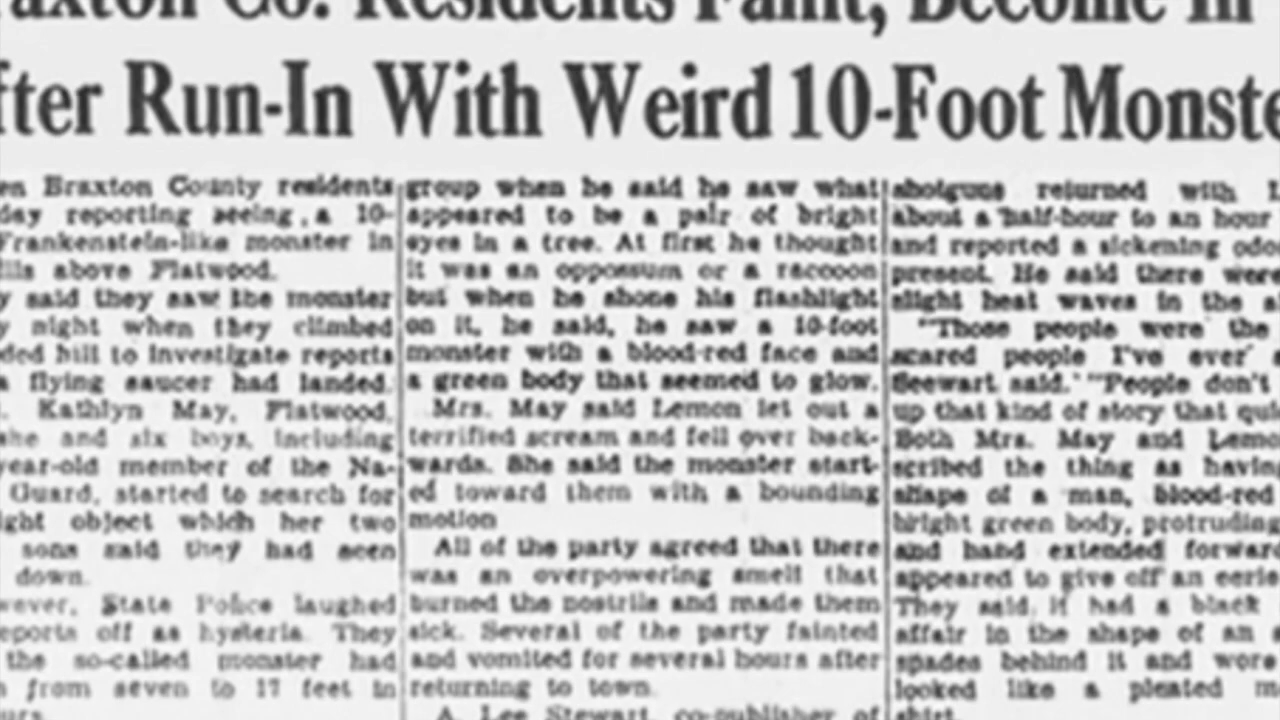 Braxton Co. Residents Faint, Become Ill
After Run-In With Weird 10-Foot Monste
en Braxton County residents
day reporting seeing a 10-
Frankenstein-like monster in
ills above Flatwood.
y said they saw the monster
y night when they climbed
ded hill to investigate reports
a flying saucer had landed.
. Kathlyn May, Flatwood,
she and six boys, including
year-old member of the Na-
Guard, started to search for
ight object which her two
sons said they had seen
down.
wever, State Police laughed
eports off as hysteria. They
the so-called monster had
n from seven to 17 feet in
urs.
group when he said he saw what
appeared to be a pair of bright
eyes in a tree. At first he thought
it was an oppossum or a racoon
but when he shone his flashlight
on it, he said, he saw a 10-foot
monster with a blood-red face and
a green body that seemed to glow.
Mrs. May said Lemon let out a
terrified scream and fell over back-
wards. She said the monster start-
ed toward them with a bounding
motion
All of the party agreed that there
was an overpowering smell that
burned the nostrils and made them
sick. Several of the party fainted
and vomited for several hours after
returning to town.
A. Lee Stewart, co-publisher of
shotguns returned with
about a half-hour to an hour
and reported a sickening odo
present. He said there were
slight heat waves in the a
"Those people were the
scared people I've ever
Seewart said. "People don't
up that kind of story that qui
Both Mrs. May and Lemo
scribed the thing as havin
shape of a man, blood-red
bright green body, protruding
and hand extended forwar
appeared to give off an eerie
They said it had a black
affair in the shape of an
spades behind it and wore
looked like a pleated m
shirt.